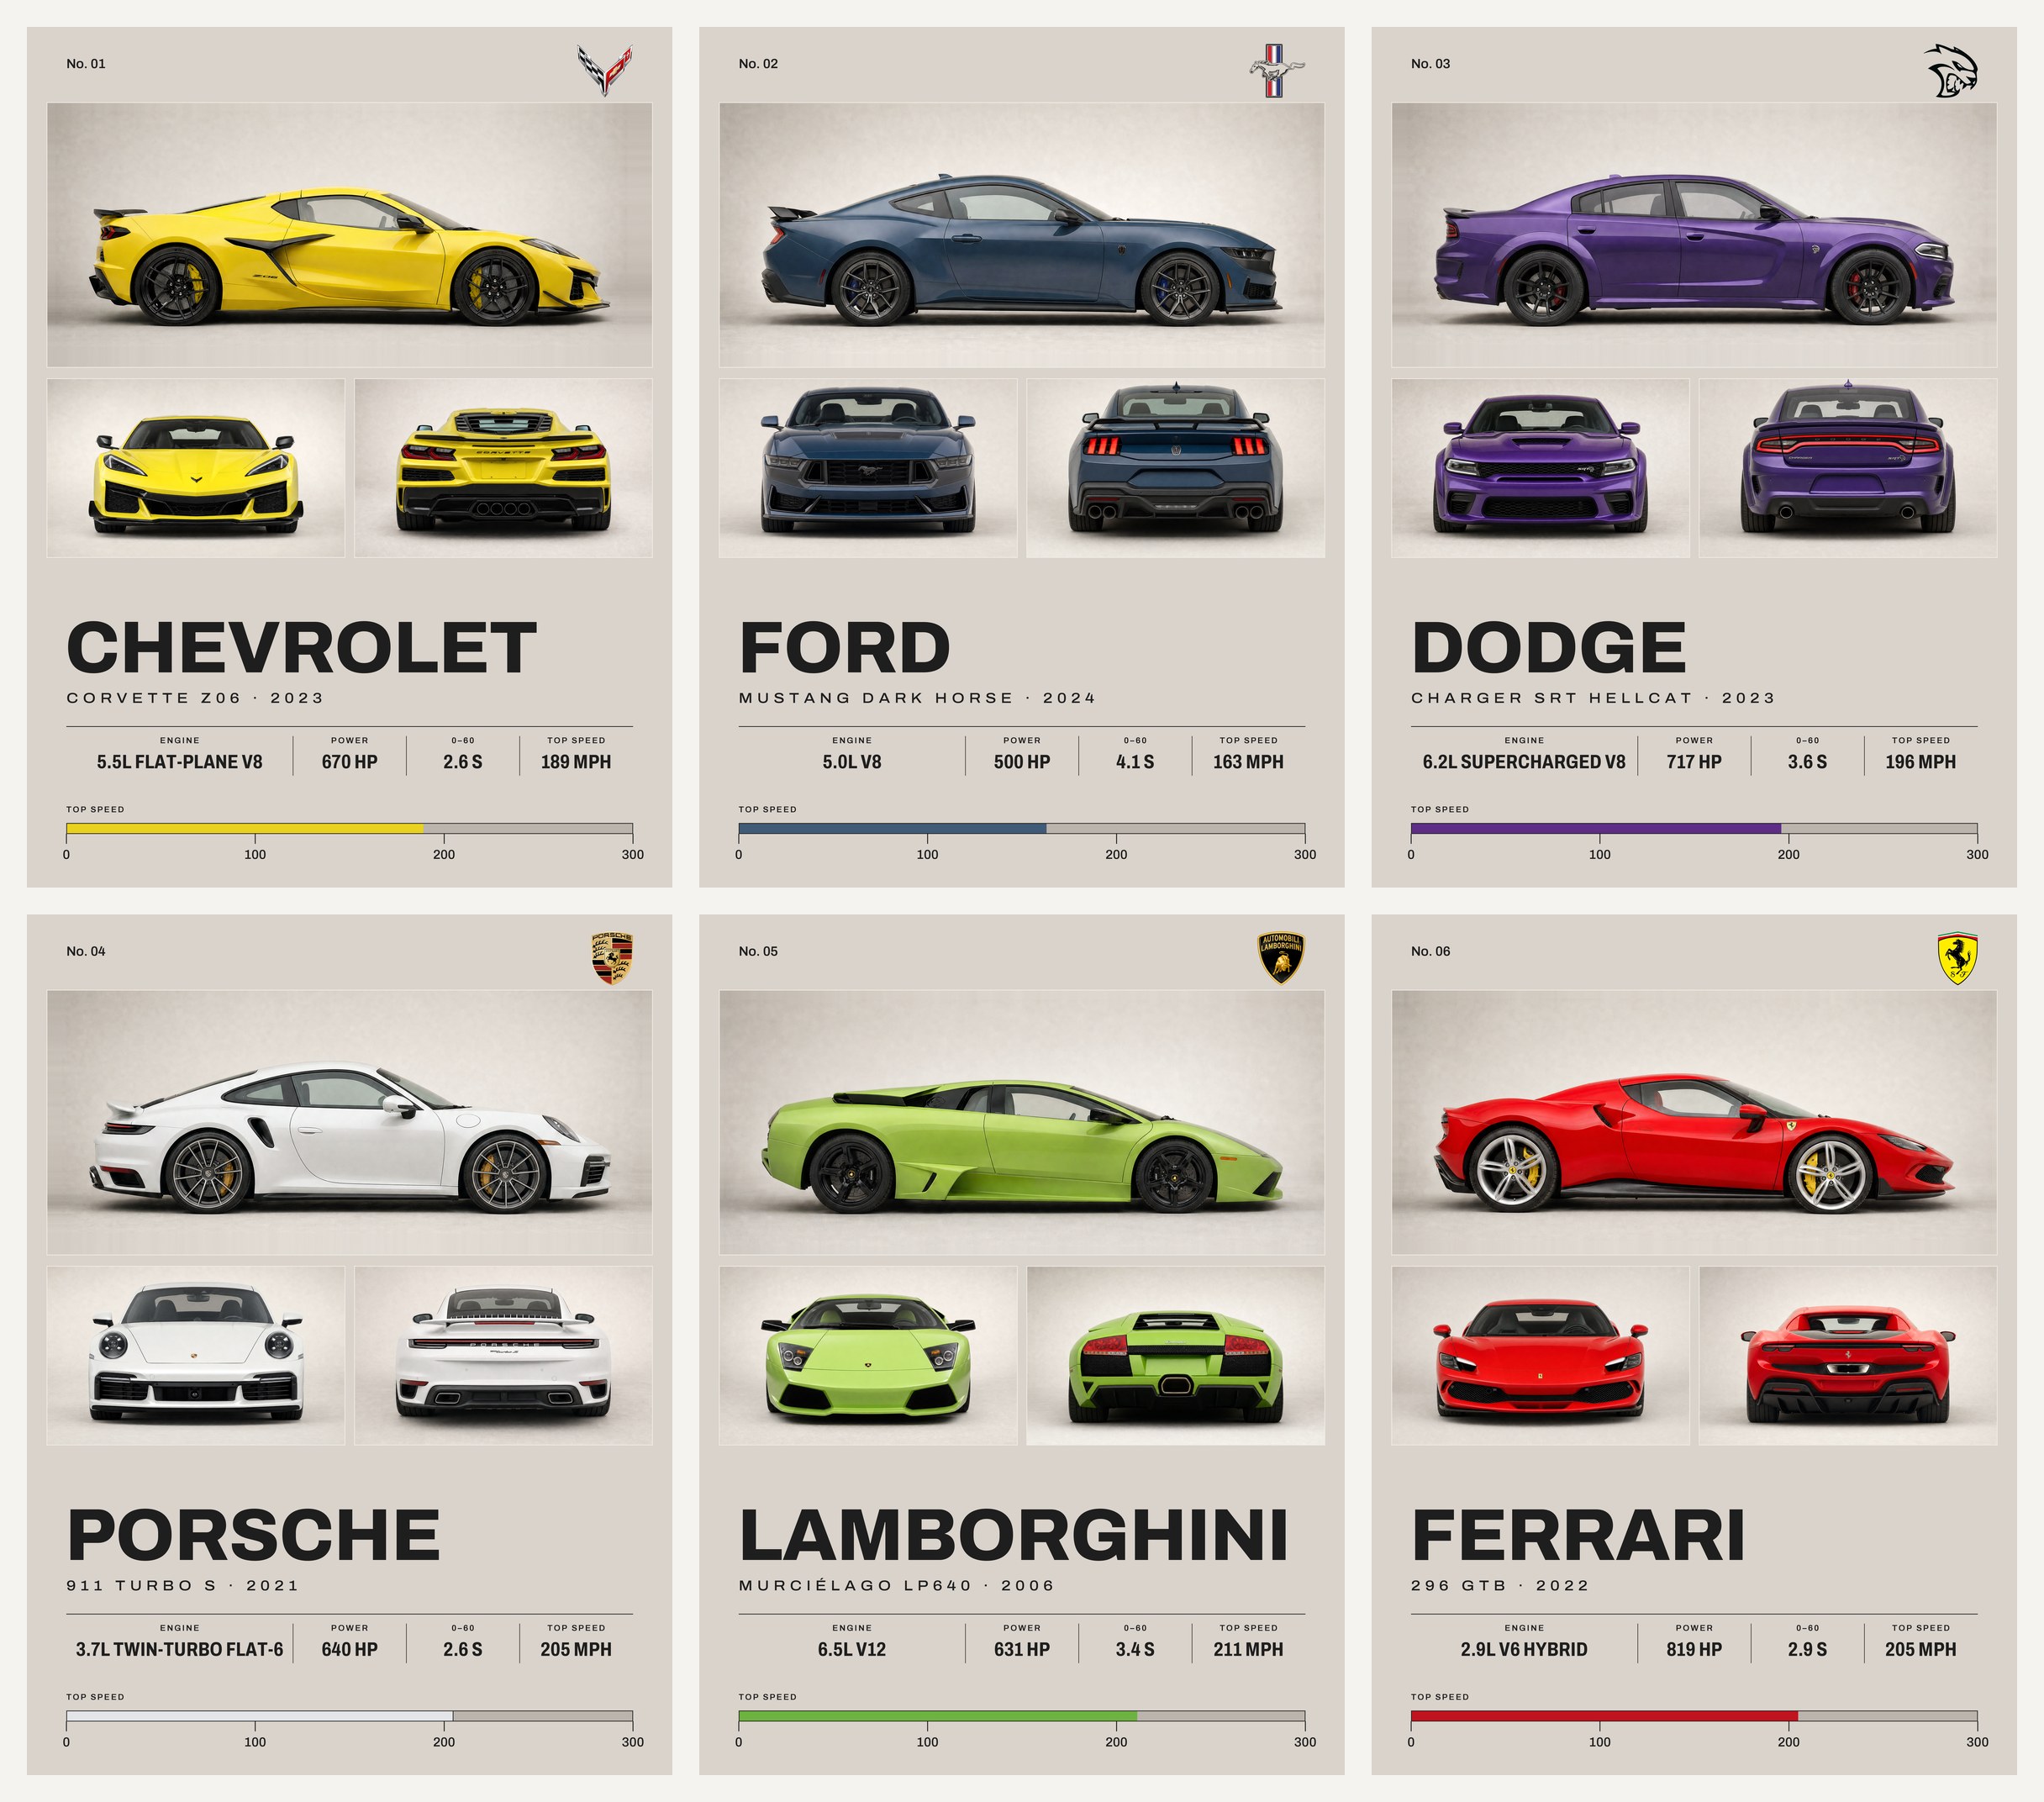 No. 01
Z06
CORVETTE
CHEVROLET
CORVETTE Z06 · 2023
ENGINE POWER 0–60 TOP SPEED
5.5L FLAT-PLANE V8 670 HP 2.6 S 189 MPH
TOP SPEED
0 100 200 300
No. 02
FORD
MUSTANG DARK HORSE · 2024
ENGINE POWER 0–60 TOP SPEED
5.0L V8 500 HP 4.1 S 163 MPH
TOP SPEED
0 100 200 300
No. 03
DODGE
CHARGER SRT HELLCAT · 2023
ENGINE POWER 0–60 TOP SPEED
6.2L SUPERCHARGED V8 717 HP 3.6 S 196 MPH
TOP SPEED
0 100 200 300
No. 04
PORSCHE
PORSCHE
PORSCHE
911 TURBO S · 2021
ENGINE POWER 0–60 TOP SPEED
3.7L TWIN-TURBO FLAT-6 640 HP 2.6 S 205 MPH
TOP SPEED
0 100 200 300
No. 05
AUTOMOBILI
LAMBORGHINI
LAMBORGHINI
MURCIÉLAGO LP640 · 2006
ENGINE POWER 0–60 TOP SPEED
6.5L V12 631 HP 3.4 S 211 MPH
TOP SPEED
0 100 200 300
No. 06
S F
FERRARI
296 GTB · 2022
ENGINE POWER 0–60 TOP SPEED
2.9L V6 HYBRID 819 HP 2.9 S 205 MPH
TOP SPEED
0 100 200 300